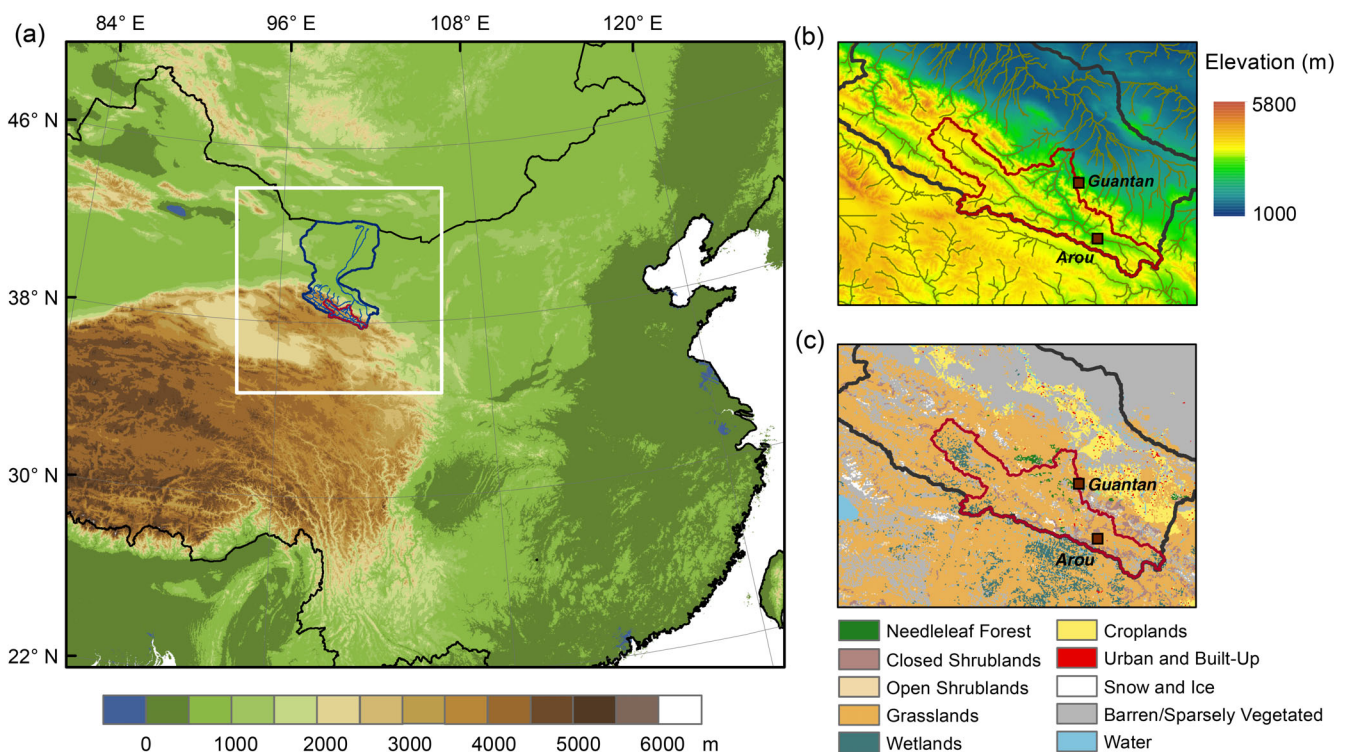 (a)
84° E
96° E
108° E
120° E
46° N
38° N
30° N
22° N
0
1000
2000
3000
4000
5000
6000
m
(b)
Guantan
Arou
Elevation (m)
5800
1000
(c)
Guantan
Arou
Needleleaf Forest
Closed Shrublands
Open Shrublands
Grasslands
Wetlands
Croplands
Urban and Built-Up
Snow and Ice
Barren/Sparsely Vegetated
Water